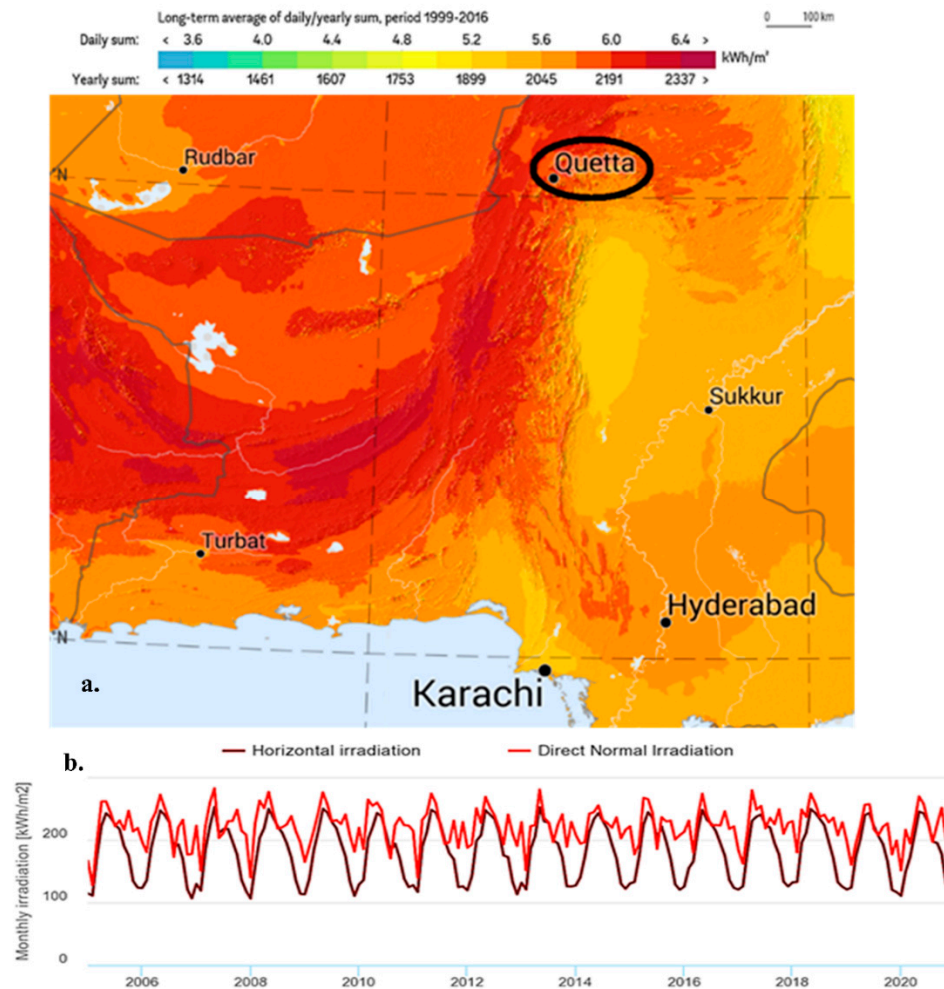 Long-term average of daily/yearly sum, period 1999-2016
0 100 km
Daily sum: < 3.6 4.0 4.4 4.8 5.2 5.6 6.0 6.4 >
kWh/m²
Yearly sum: < 1314 1461 1607 1753 1899 2045 2191 2337 >
Rudbar
Quetta
N
Sukkur
Turbat
Hyderabad
N
a.
Karachi
b.
Horizontal irradiation Direct Normal Irradiation
Monthly irradiation [kWh/m2]
200
100
0
2006 2008 2010 2012 2014 2016 2018 2020